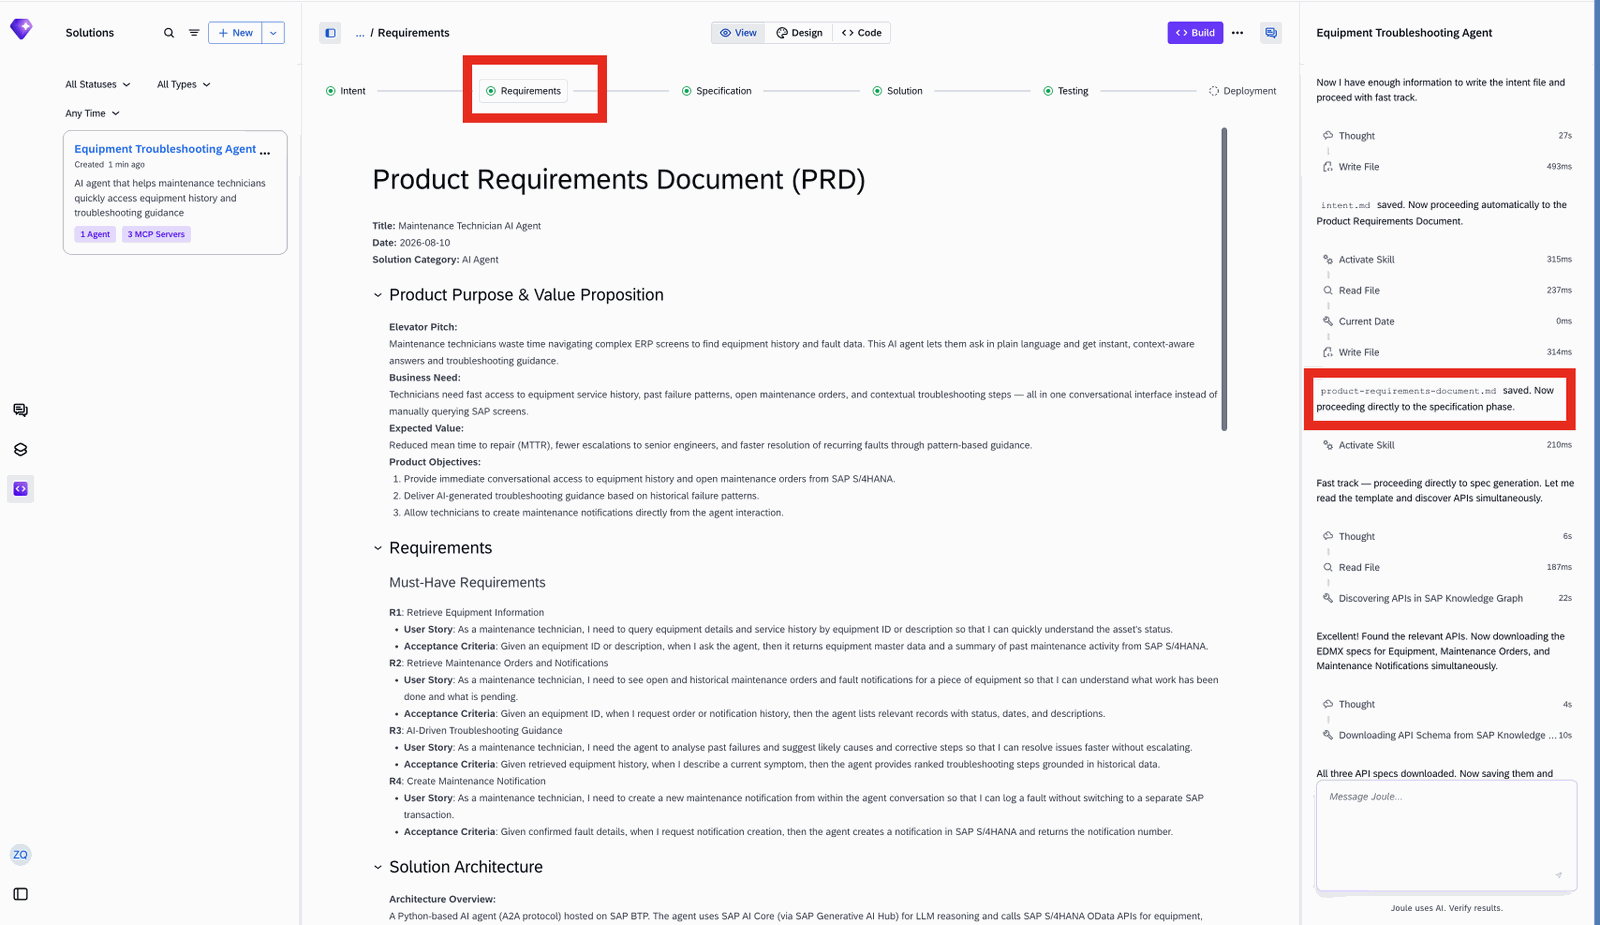 Solutions
New
All Statuses
All Types
Any Time
Equipment Troubleshooting Agent ...
Created 1 min ago
AI agent that helps maintenance technicians
quickly access equipment history and
troubleshooting guidance
1 Agent
3 MCP Servers
ZQ
... / Requirements
View
Design
Code
Build
Intent
Requirements
Specification
Solution
Testing
Deployment
Product Requirements Document (PRD)
Title: Maintenance Technician AI Agent
Date: 2026-08-10
Solution Category: AI Agent
Product Purpose & Value Proposition
Elevator Pitch:
Maintenance technicians waste time navigating complex ERP screens to find equipment history and fault data. This AI agent lets them ask in plain language and get instant, context-aware
answers and troubleshooting guidance.
Business Need:
Technicians need fast access to equipment service history, past failure patterns, open maintenance orders, and contextual troubleshooting steps — all in one conversational interface instead of
manually querying SAP screens.
Expected Value:
Reduced mean time to repair (MTTR), fewer escalations to senior engineers, and faster resolution of recurring faults through pattern-based guidance.
Product Objectives:
1. Provide immediate conversational access to equipment history and open maintenance orders from SAP S/4HANA.
2. Deliver AI-generated troubleshooting guidance based on historical failure patterns.
3. Allow technicians to create maintenance notifications directly from the agent interaction.
Requirements
Must-Have Requirements
R1: Retrieve Equipment Information
• User Story: As a maintenance technician, I need to query equipment details and service history by equipment ID or description so that I can quickly understand the asset's status.
• Acceptance Criteria: Given an equipment ID or description, when I ask the agent, then it returns equipment master data and a summary of past maintenance activity from SAP S/4HANA.
R2: Retrieve Maintenance Orders and Notifications
• User Story: As a maintenance technician, I need to see open and historical maintenance orders and fault notifications for a piece of equipment so that I can understand what work has been
done and what is pending.
• Acceptance Criteria: Given an equipment ID, when I request order or notification history, then the agent lists relevant records with status, dates, and descriptions.
R3: AI-Driven Troubleshooting Guidance
• User Story: As a maintenance technician, I need the agent to analyse past failures and suggest likely causes and corrective steps so that I can resolve issues faster without escalating.
• Acceptance Criteria: Given retrieved equipment history, when I describe a current symptom, then the agent provides ranked troubleshooting steps grounded in historical data.
R4: Create Maintenance Notification
• User Story: As a maintenance technician, I need to create a new maintenance notification from within the agent conversation so that I can log a fault without switching to a separate SAP
transaction.
• Acceptance Criteria: Given confirmed fault details, when I request notification creation, then the agent creates a notification in SAP S/4HANA and returns the notification number.
Solution Architecture
Architecture Overview:
A Python-based AI agent (A2A protocol) hosted on SAP BTP. The agent uses SAP AI Core (via SAP Generative AI Hub) for LLM reasoning and calls SAP S/4HANA OData APIs for equipment,
Equipment Troubleshooting Agent
Now I have enough information to write the intent file and
proceed with fast track.
Thought 27s
Write File 493ms
intent.md saved. Now proceeding automatically to the
Product Requirements Document.
Activate Skill 315ms
Read File 237ms
Current Date 0ms
Write File 314ms
product-requirements-document.md saved. Now
proceeding directly to the specification phase.
Activate Skill 210ms
Fast track — proceeding directly to spec generation. Let me
read the template and discover APIs simultaneously.
Thought 6s
Read File 187ms
Discovering APIs in SAP Knowledge Graph 22s
Excellent! Found the relevant APIs. Now downloading the
EDMX specs for Equipment, Maintenance Orders, and
Maintenance Notifications simultaneously.
Thought 4s
Downloading API Schema from SAP Knowledge ... 10s
All three API specs downloaded. Now saving them and
Message Joule...
Joule uses AI. Verify results.